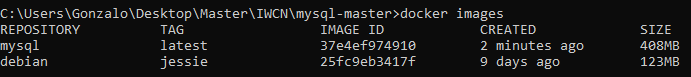 C:\Users\Gonzalo\Desktop\Master\IWCN\mysql-master>docker images
REPOSITORY TAG IMAGE ID CREATED SIZE
mysql latest 37e4ef974910 2 minutes ago 408MB
debian jessie 25fc9eb3417f 9 days ago 123MB